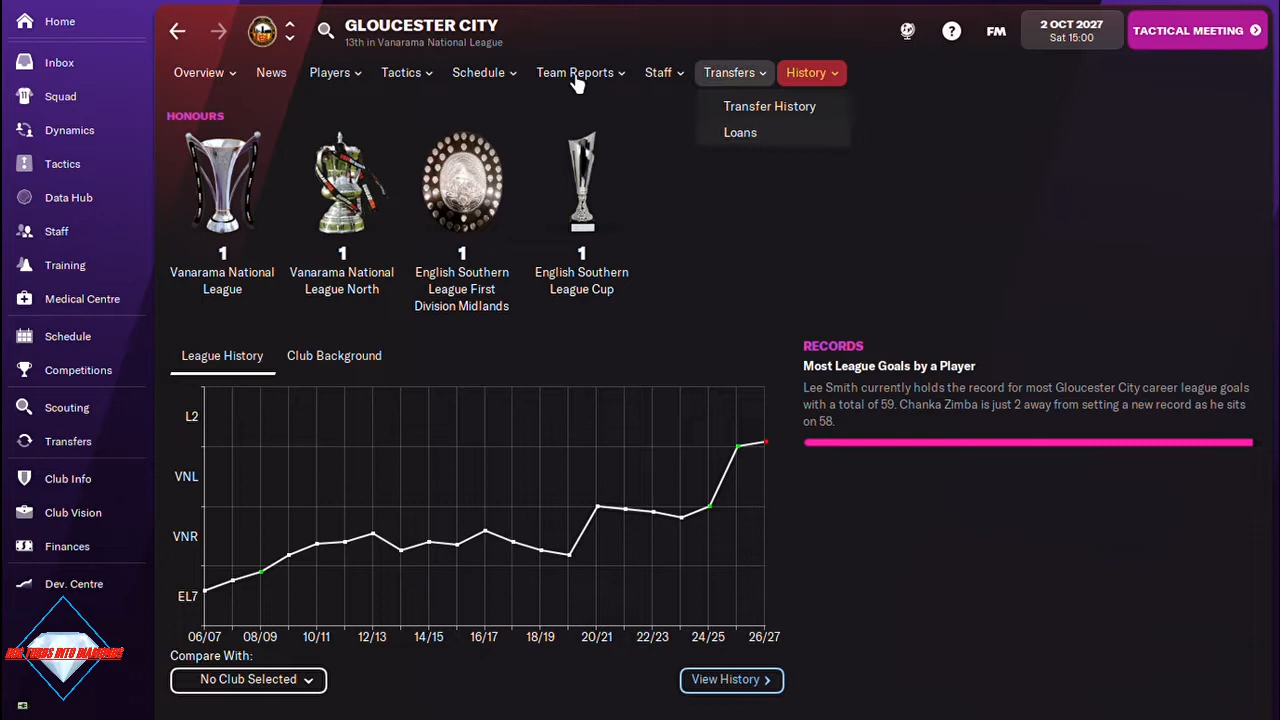 Home
Inbox
Squad
Dynamics
Tactics
Data Hub
Staff
Training
Medical Centre
Schedule
Competitions
Scouting
Transfers
Club Info
Club Vision
Finances
Dev. Centre
GLOUCESTER CITY
13th in Vanarama National League
FM
2 OCT 2027
Sat 15:00
TACTICAL MEETING
Overview
News
Players
Tactics
Schedule
Team Reports
Staff
Transfers
History
Transfer History
Loans
HONOURS
1
Vanarama National
League
1
Vanarama National
League North
1
English Southern
League First
Division Midlands
1
English Southern
League Cup
League History
Club Background
L2
VNL
VNR
EL7
06/07 08/09 10/11 12/13 14/15 16/17 18/19 20/21 22/23 24/25 26/27
Compare With:
No Club Selected
View History
RECORDS
Most League Goals by a Player
Lee Smith currently holds the record for most Gloucester City career league goals
with a total of 59. Chanka Zimba is just 2 away from setting a new record as he sits
on 58.